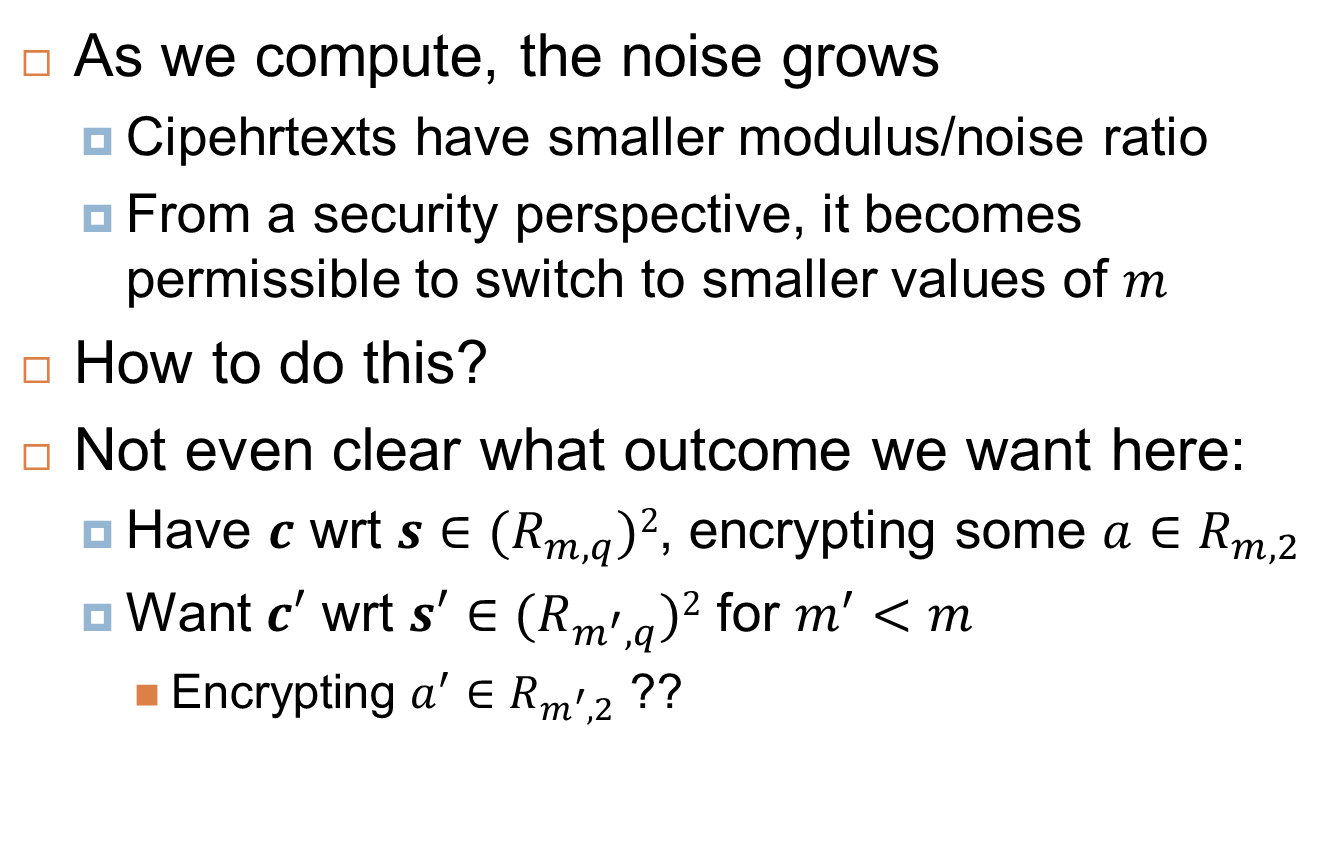 As we compute, the noise grows
Cipehrtexts have smaller modulus/noise ratio
From a security perspective, it becomes
permissible to switch to smaller values of 𝑚
How to do this?
Not even clear what outcome we want here:
Have 𝒄 wrt 𝒔 ∈ (𝑅_{𝑚,𝑞})², encrypting some 𝑎 ∈ 𝑅_{𝑚,2}
Want 𝒄′ wrt 𝒔′ ∈ (𝑅_{𝑚′,𝑞})² for 𝑚′ < 𝑚
Encrypting 𝑎′ ∈ 𝑅_{𝑚′,2} ??